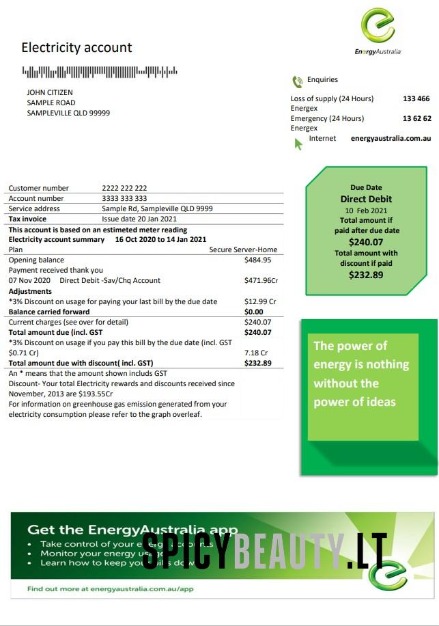 Electricity account
EnergyAustralia
JOHN CITIZEN
SAMPLE ROAD
SAMPLEVILLE QLD 99999
Enquiries
Loss of supply (24 Hours) 133 466
Energex
Emergency (24 Hours) 13 62 62
Energex
Internet energyaustralia.com.au
Customer number 2222 222 222
Account number 3333 333 333
Service address Sample Rd, Sampleville QLD 9999
Tax invoice Issue date 20 Jan 2021
This account is based on an estimeted meter reading
Electricity account summary 16 Oct 2020 to 14 Jan 2021
Plan Secure Server-Home
Opening balance $484.95
Payment received thank you
07 Nov 2020 Direct Debit -Sav/Chq Account $471.96Cr
Adjustments
*3% Discount on usage for paying your last bill by the due date $12.99 Cr
Balance carried forward $0.00
Current charges (see over for detail) $240.07
Total amount due (incl. GST $240.07
*3% Discount on usage if you pay this bill by the due date (incl. GST
$0.71 Cr) 7.18 Cr
Total amount due with discount( incl. GST) $232.89
An * means that the amount shown includs GST
Discount- Your total Electricity rewards and discounts received since
November, 2013 are $193.55Cr
For information on greenhouse gas emission generated from your
electricity consumption please refer to the graph overleaf.
Due Date
Direct Debit
10 Feb 2021
Total amount if
paid after due date
$240.07
Total amount with
discount if paid
$232.89
The power of
energy is nothing
without the
power of ideas
Get the EnergyAustralia app
• Take control of your energy accounts
• Monitor your energy usage
• Learn how to keep your bills down
SPICYBEAUTY.LT
Find out more at energyaustralia.com.au/app